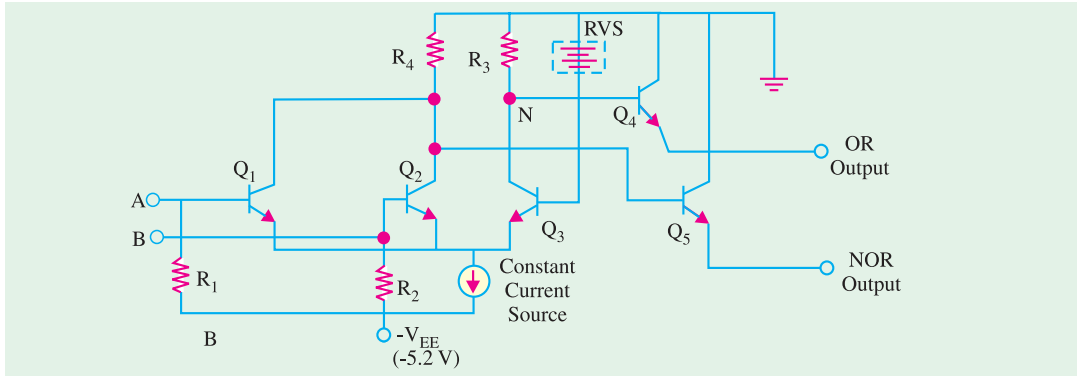 RVS
R4
R3
N
Q4
OR
Output
Q1
Q2
A
B
Q3
Q5
NOR
Output
R1
R2
Constant
Current
Source
B
-VEE
(-5.2 V)